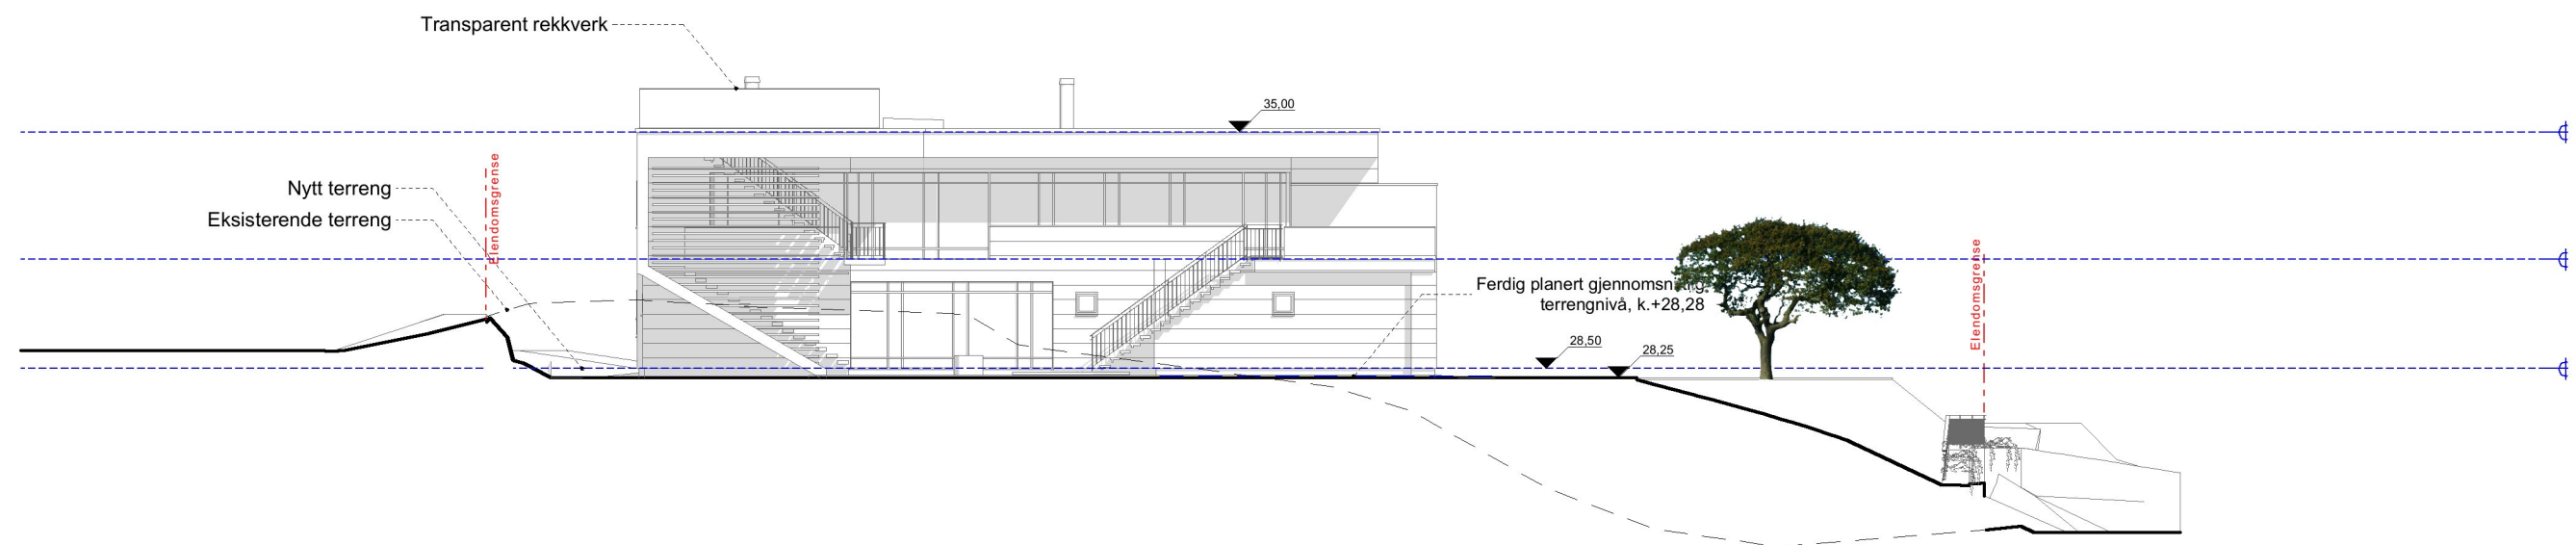 Transparent rekkverk
35,00
Eiendomsgrense
Nytt terreng
Eksisterende terreng
Eiendomsgrense
Ferdig planert
terrengnivå, k.+28,28
28,50
28,25